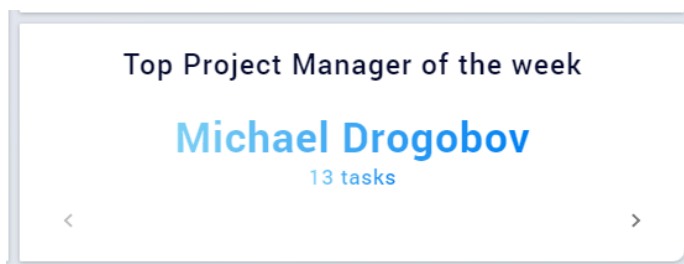 Top Project Manager of the week
Michael Drogobov
13 tasks